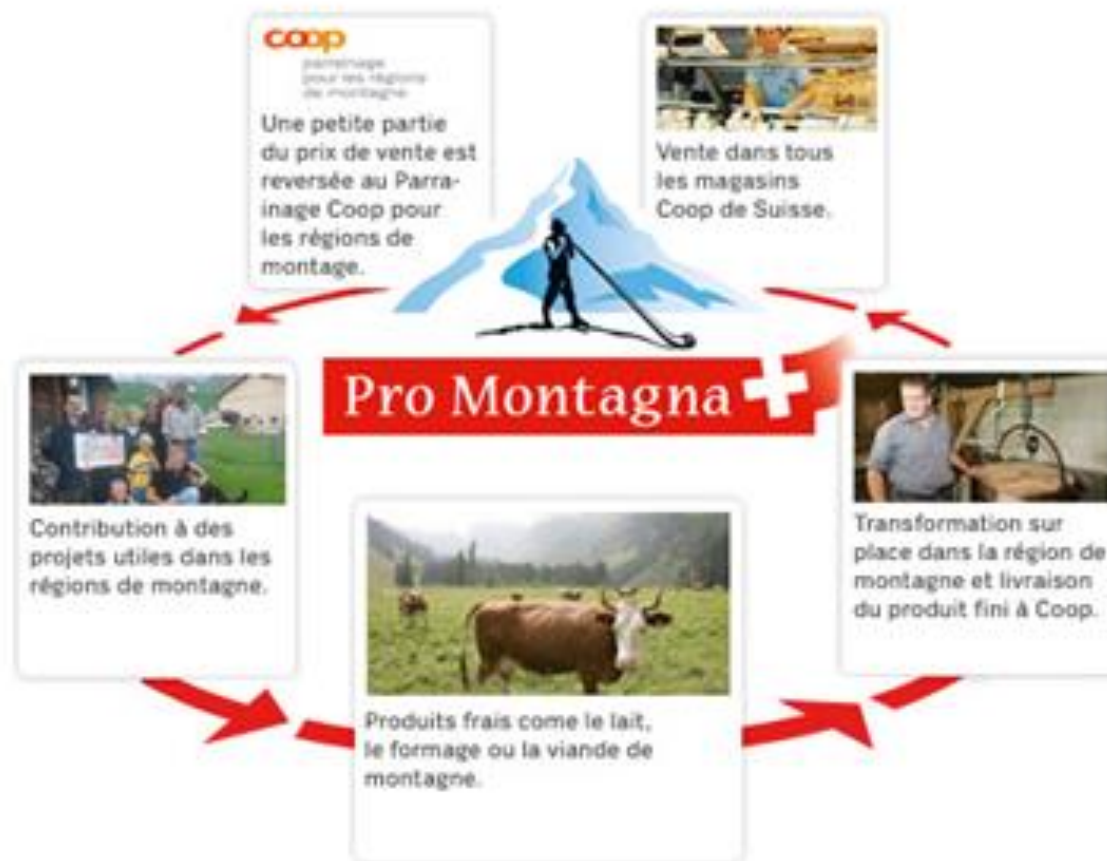 coop
parrainage
pour les régions
de montagne
Une petite partie
du prix de vente est
reversée au Parra-
inage Coop pour
les régions de
montage.
Vente dans tous
les magasins
Coop de Suisse.
Pro Montagna
Contribution à des
projets utiles dans les
régions de montagne.
Transformation sur
place dans la région de
montagne et livraison
du produit fini à Coop.
Produits frais come le lait,
le formage ou la viande de
montagne.